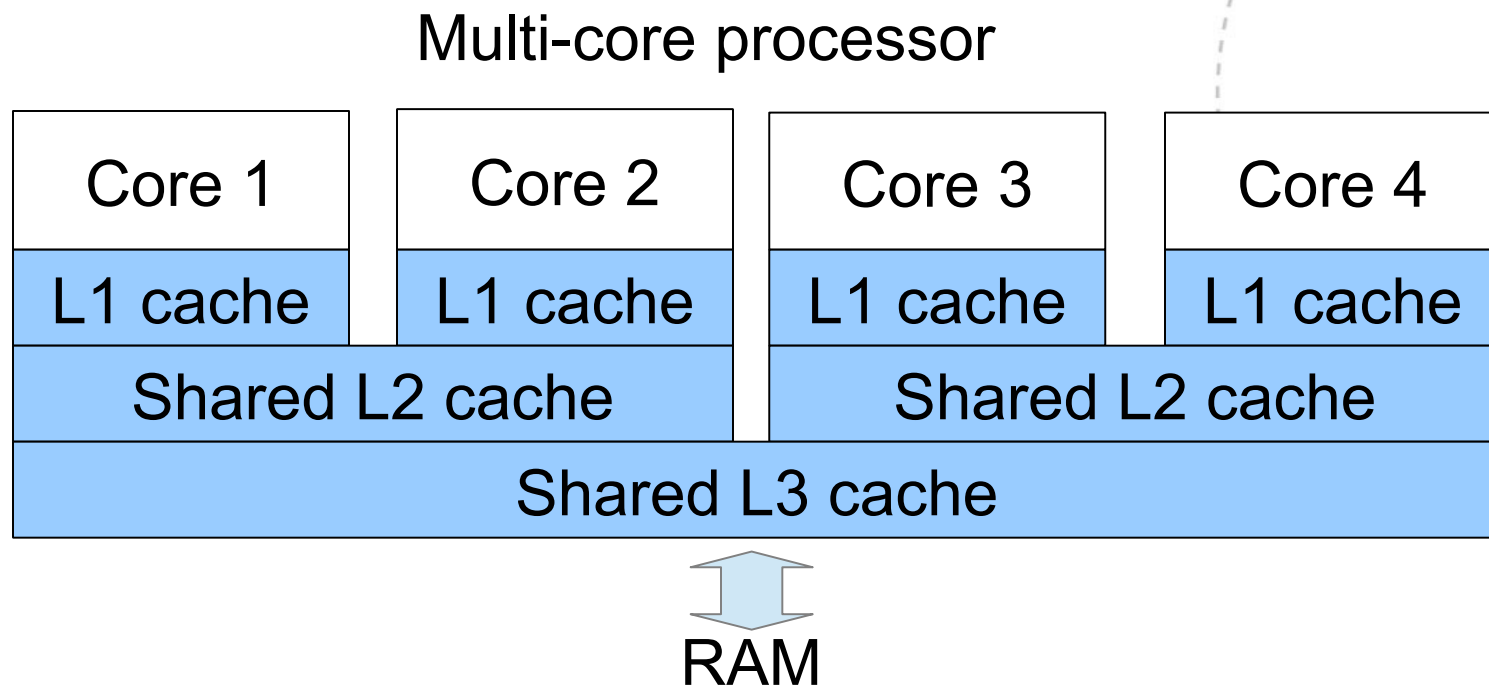 Multi-core processor
Core 1 Core 2 Core 3 Core 4
L1 cache L1 cache L1 cache L1 cache
Shared L2 cache Shared L2 cache
Shared L3 cache
RAM